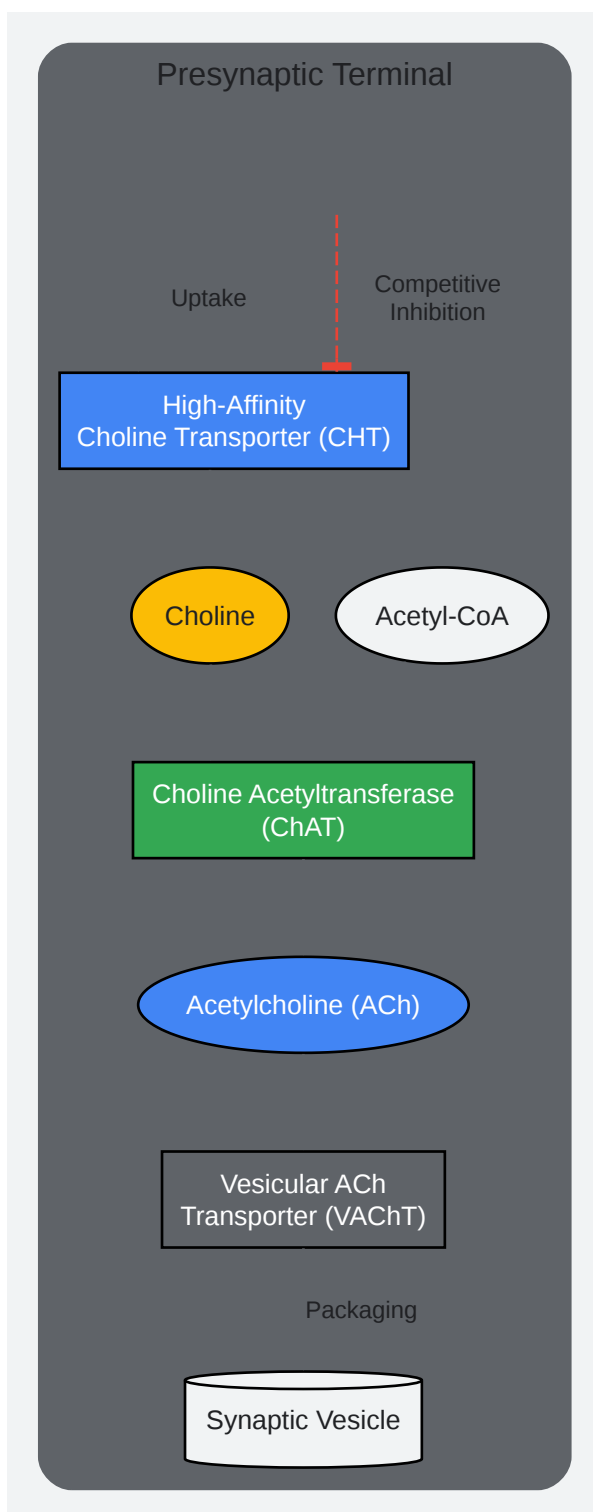 Presynaptic Terminal
Uptake
Competitive
Inhibition
High-Affinity
Choline Transporter (CHT)
Choline
Acetyl-CoA
Choline Acetyltransferase
(ChAT)
Acetylcholine (ACh)
Vesicular ACh
Transporter (VAChT)
Packaging
Synaptic Vesicle